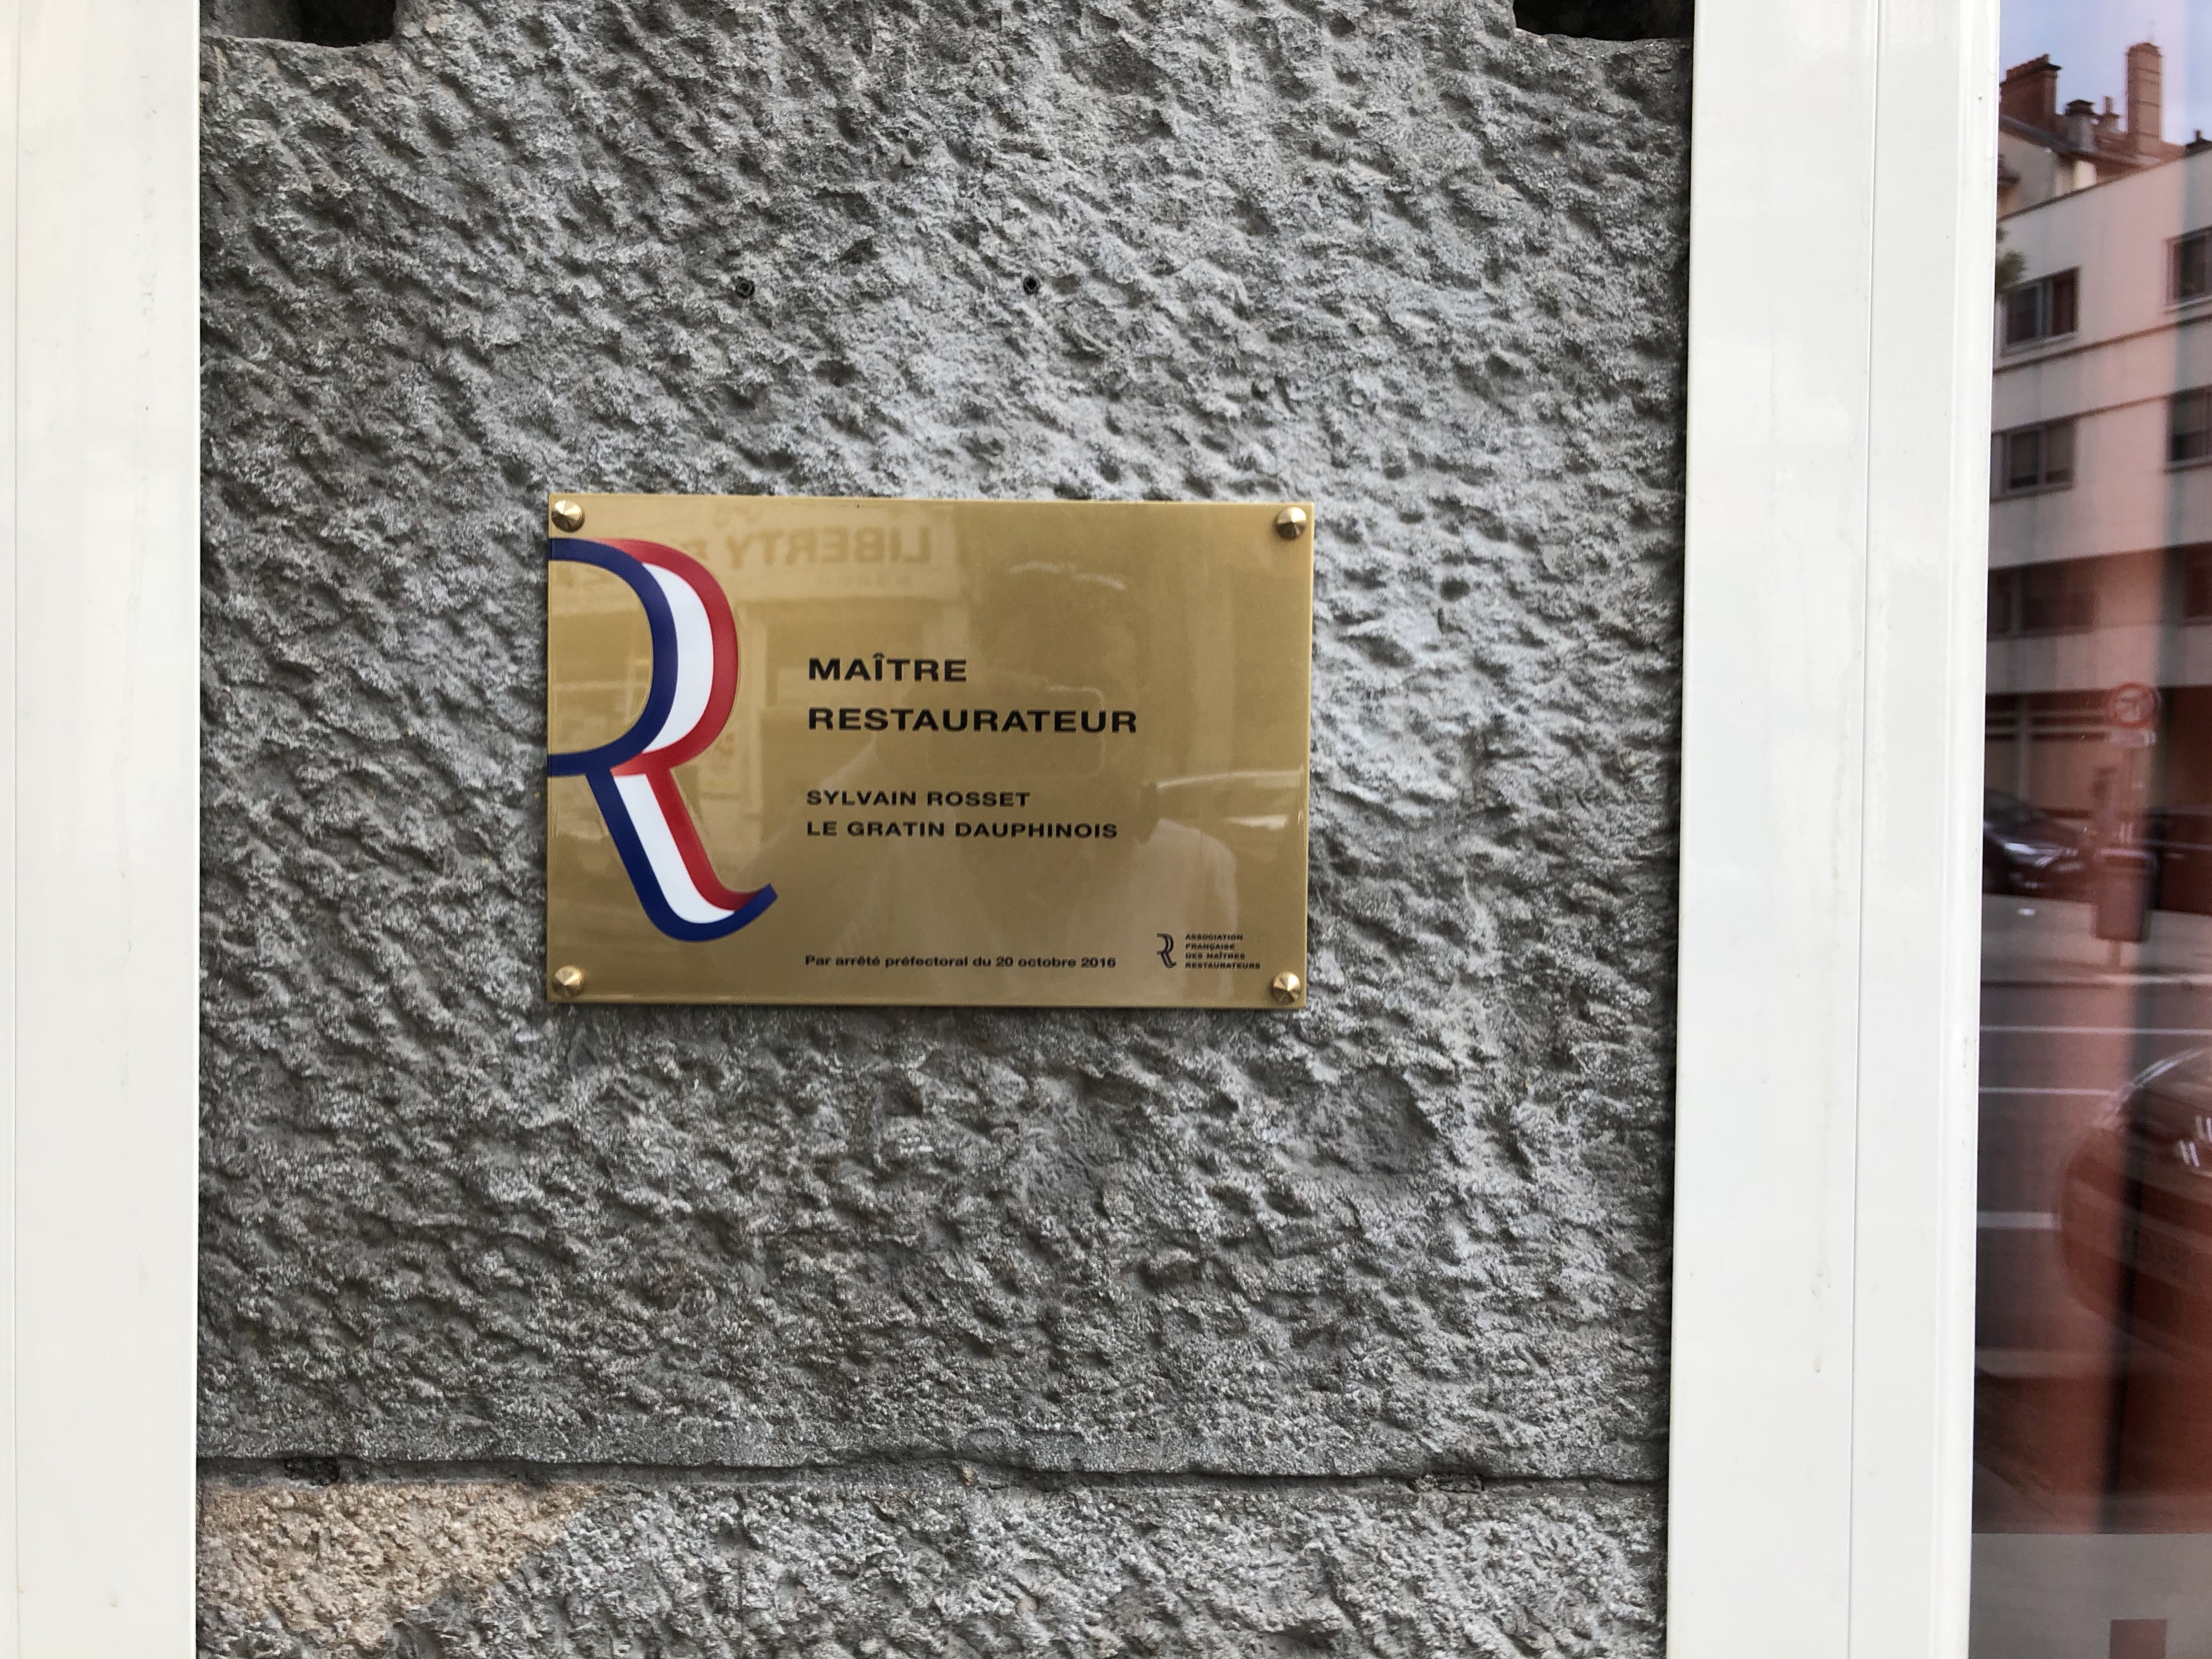 LIBERTY
R
MAÎTRE
RESTAURATEUR
SYLVAIN ROSSET
LE GRATIN DAUPHINOIS
Par arrêté préfectoral du 20 octobre 2016
R
ASSOCIATION
FRANÇAISE
DES MAÎTRES
RESTAURATEURS